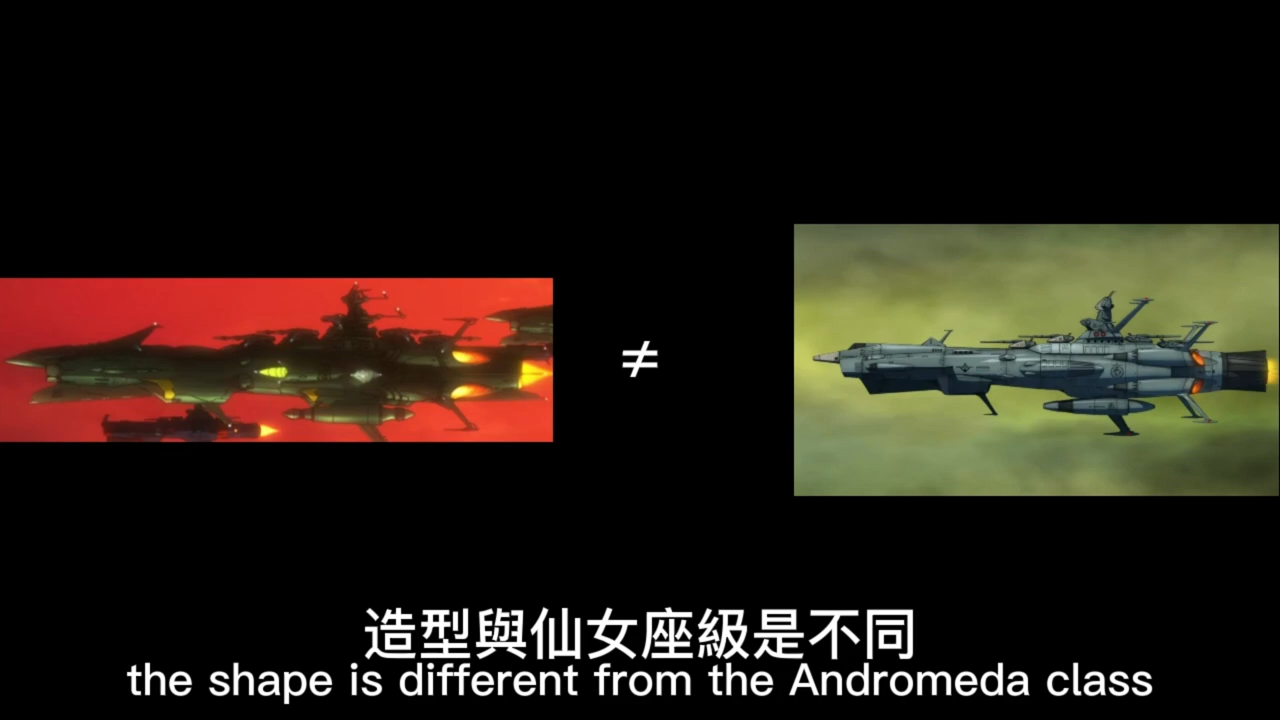 ≠
造型與仙女座級是不同
the shape is different from the Andromeda class